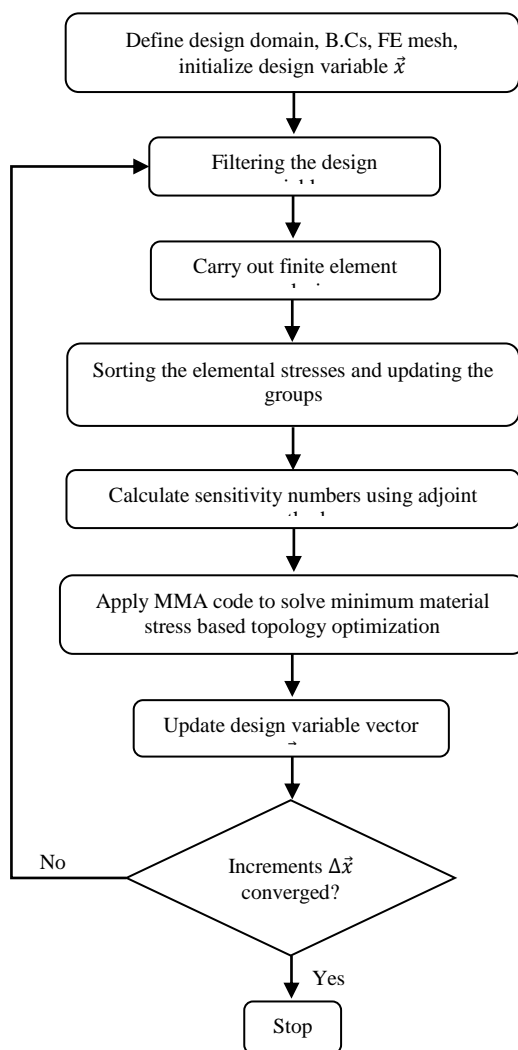 Define design domain, B.Cs, FE mesh,
initialize design variable x⃗
Filtering the design
Carry out finite element
Sorting the elemental stresses and updating the
groups
Calculate sensitivity numbers using adjoint
Apply MMA code to solve minimum material
stress based topology optimization
Update design variable vector
No
Increments Δx⃗
converged?
Yes
Stop